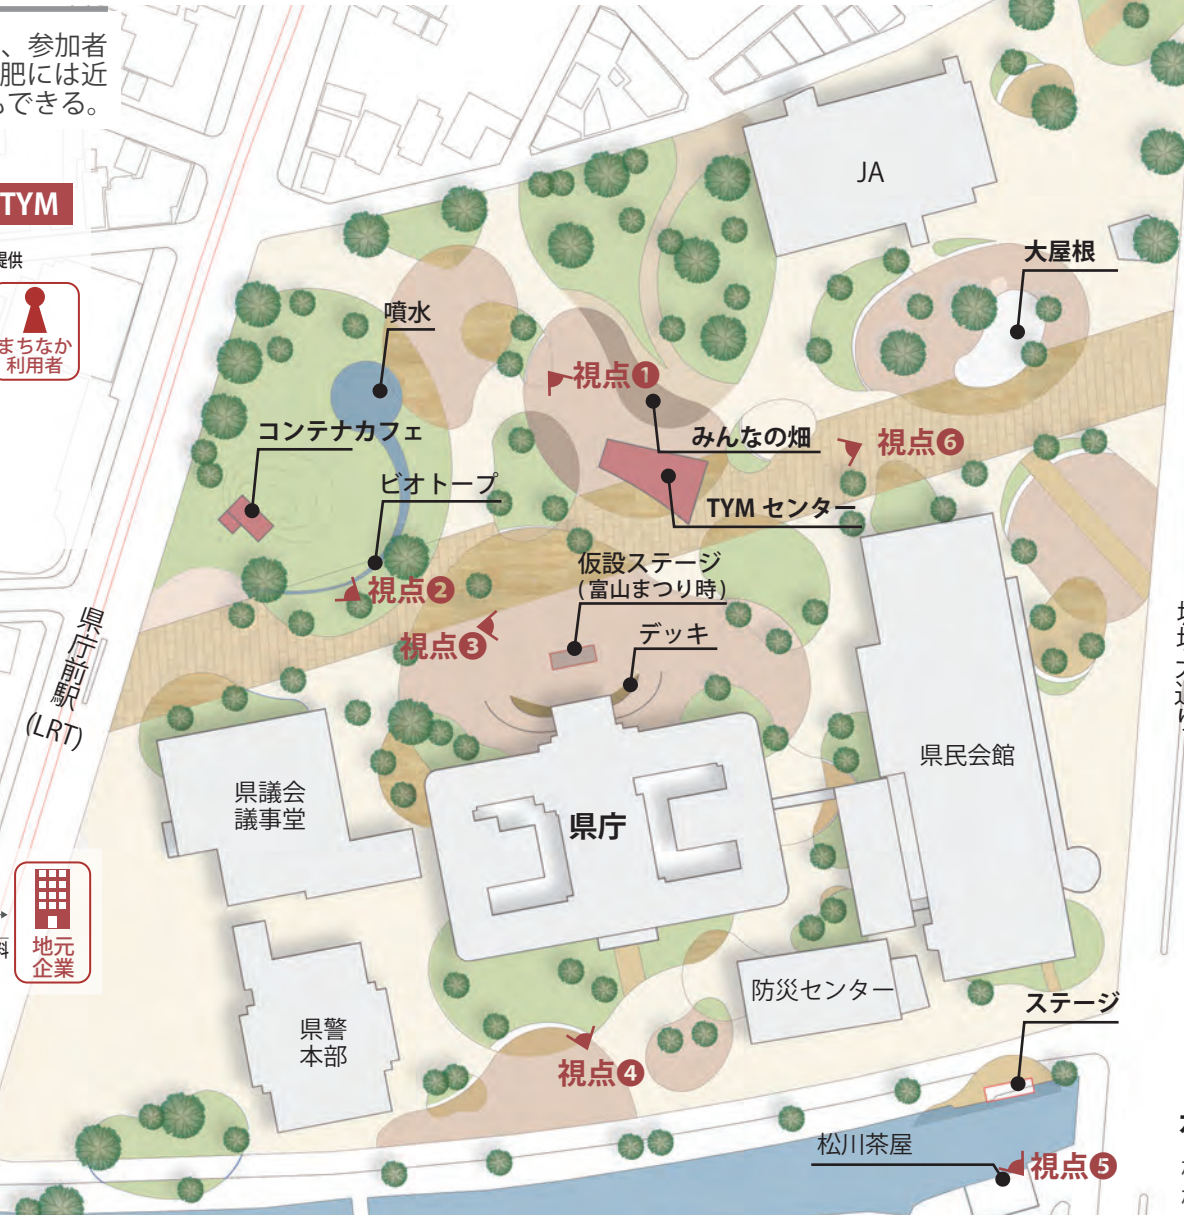 、参加者
肥には近
もできる。
TYM
提供
まちなか
利用者
JA
大屋根
噴水
視点❶
コンテナカフェ
みんなの畑
視点❻
ビオトープ
TYM センター
仮設ステージ
(富山まつり時)
視点❷
デッキ
視点❸
県庁前駅
(LRT)
県民会館
県議会
議事堂
県庁
地元
企業
防災センター
ステージ
県警
本部
視点❹
松川茶屋
視点❺